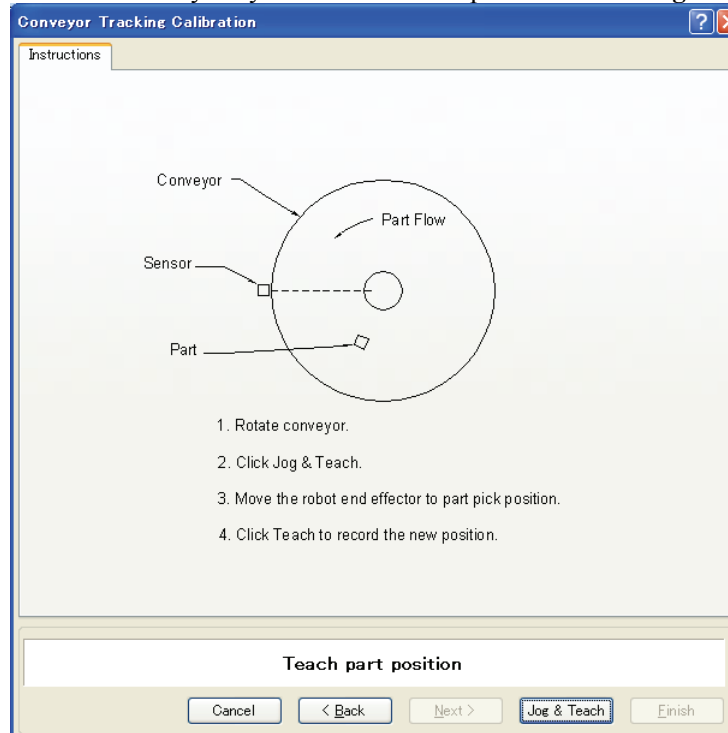 Conveyor Tracking Calibration
Instructions
Conveyor
Part Flow
Sensor
Part
1. Rotate conveyor.
2. Click Jog & Teach.
3. Move the robot end effector to part pick position.
4. Click Teach to record the new position.
Teach part position
Cancel
< Back
Next >
Jog & Teach
Finish